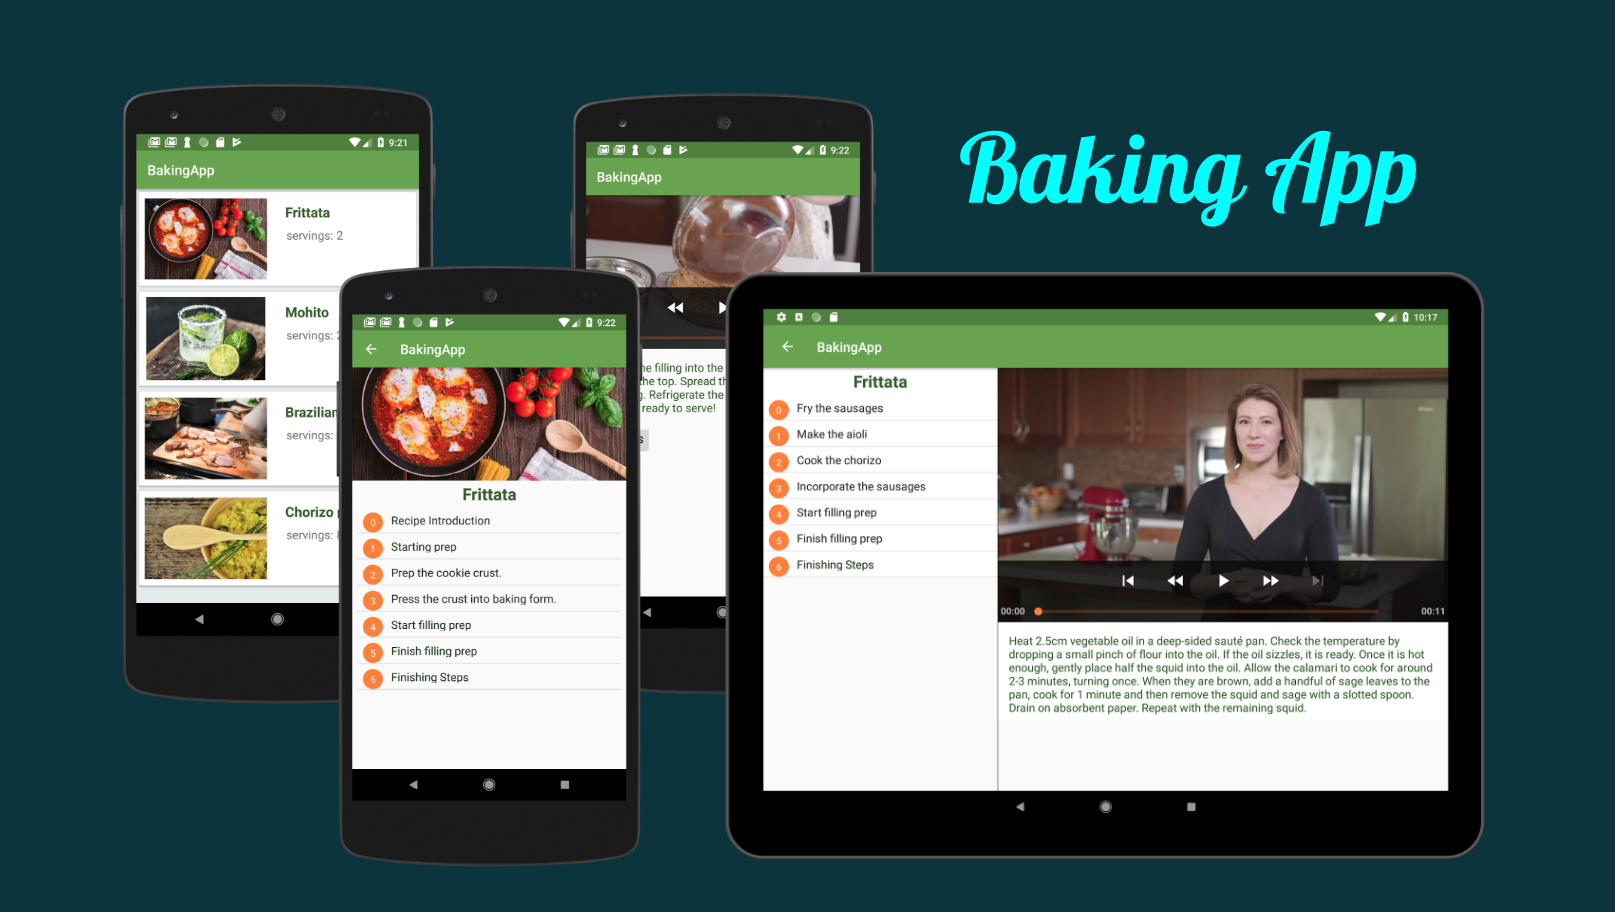 Baking App
9:21
BakingApp
Frittata
servings: 2
Mohito
servings:
Brazilian
servings:
Chorizo
servings:
9:22
BakingApp
filling into the
the top. Spread
Refrigerate the
ready to serve!
9:22
BakingApp
Frittata
0 Recipe Introduction
1 Starting prep
2 Prep the cookie crust.
3 Press the crust into baking form.
4 Start filling prep
5 Finish filling prep
6 Finishing Steps
10:17
BakingApp
Frittata
0 Fry the sausages
1 Make the aioli
2 Cook the chorizo
3 Incorporate the sausages
4 Start filling prep
5 Finish filling prep
6 Finishing Steps
00:00
00:11
Heat 2.5cm vegetable oil in a deep-sided sauté pan. Check the temperature by
dropping a small pinch of flour into the oil. If the oil sizzles, it is ready. Once it is hot
enough, gently place half the squid into the oil. Allow the calamari to cook for around
2-3 minutes, turning once. When they are brown, add a handful of sage leaves to the
pan, cook for 1 minute and then remove the squid and sage with a slotted spoon.
Drain on absorbent paper. Repeat with the remaining squid.